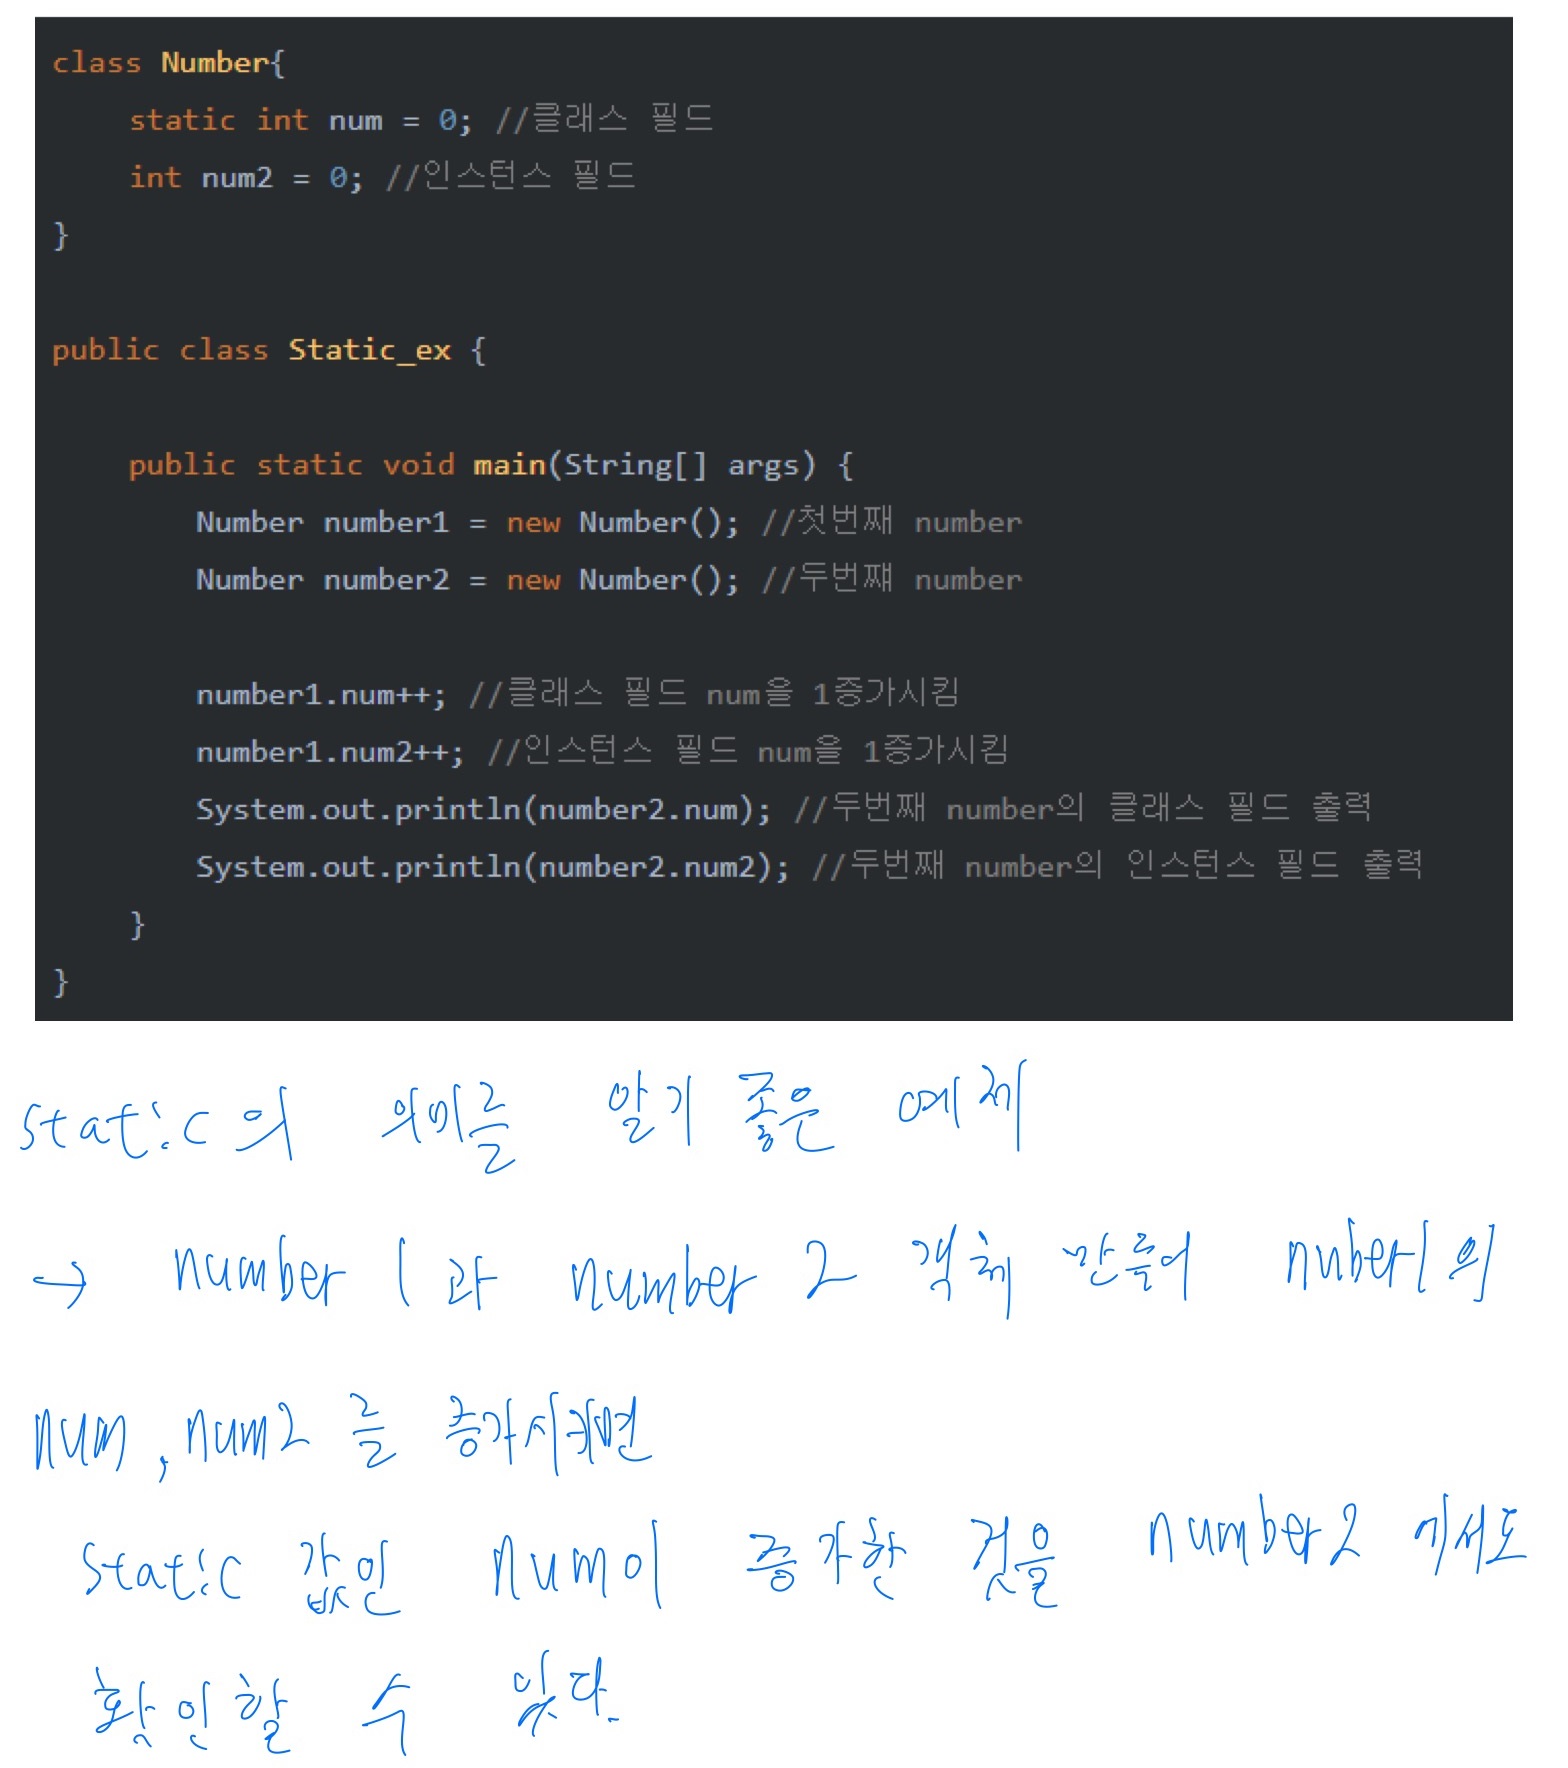 class Number{
static int num = 0; //클래스 필드
int num2 = 0; //인스턴스 필드
}
public class Static_ex {
public static void main(String[] args) {
Number number1 = new Number(); //첫번째 number
Number number2 = new Number(); //두번째 number
number1.num++; //클래스 필드 num을 1증가시킴
number1.num2++; //인스턴스 필드 num을 1증가시킴
System.out.println(number2.num); //두번째 number의 클래스 필드 출력
System.out.println(number2.num2); //두번째 number의 인스턴스 필드 출력
}
}
static의 의미를 알기 좋은 예제
→ number 1과 number 2 객체 만들어 nuber1의
num, num2 를 증가시키면
static 값인 num이 증가한 것을 number2 에서도
확인할 수 있다.